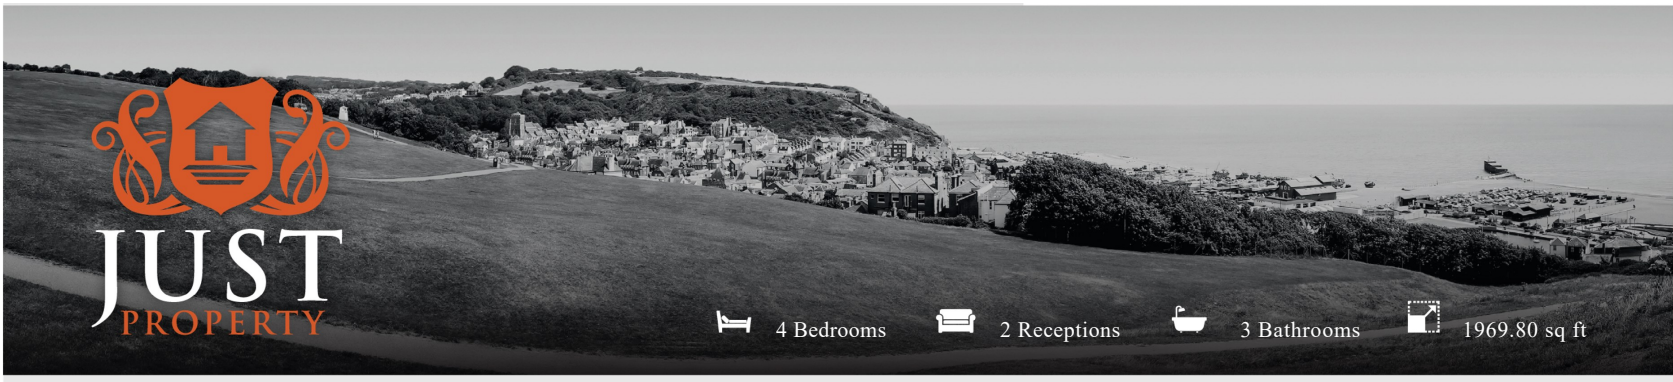 JUST
PROPERTY
4 Bedrooms
2 Receptions
3 Bathrooms
1969.80 sq ft